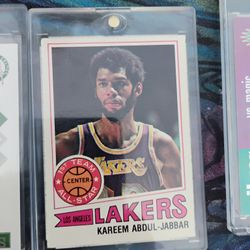 LAKERS
1ST TEAM
CENTER
ALL-STAR
LOS ANGELES
LAKERS
KAREEM ABDUL-JABBAR